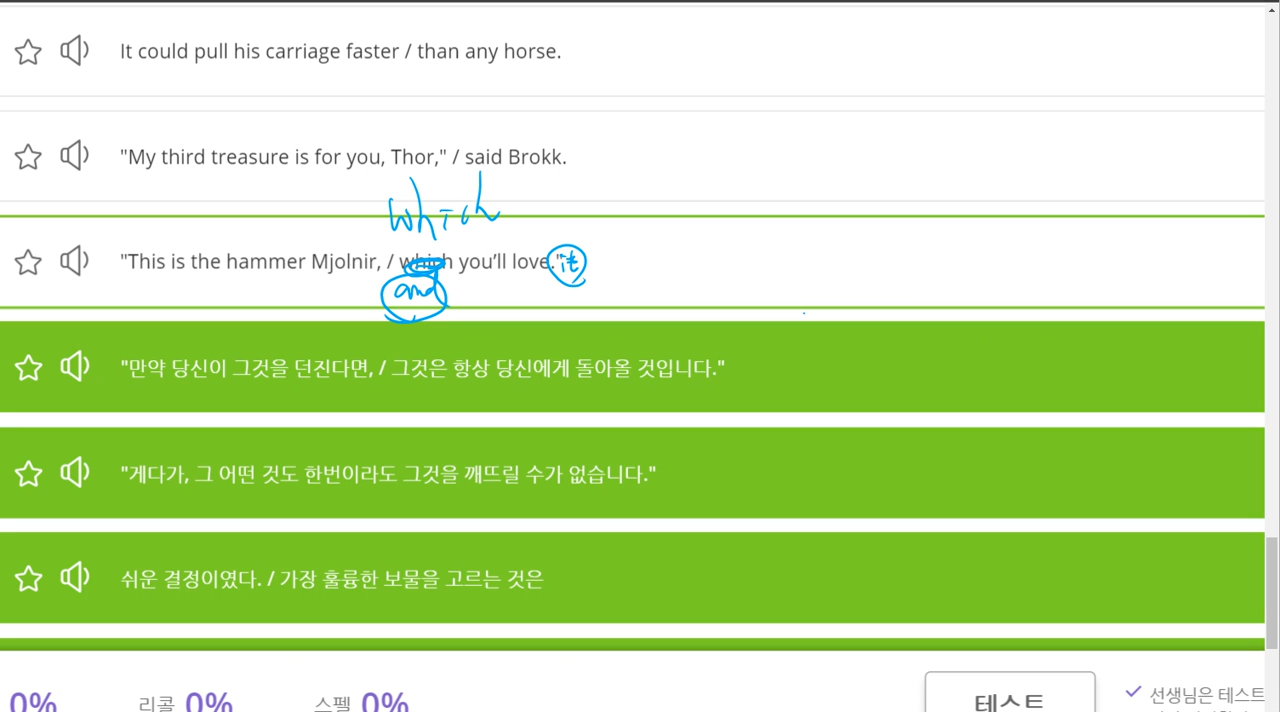 It could pull his carriage faster / than any horse.
"My third treasure is for you, Thor," / said Brokk.
which
"This is the hammer Mjolnir, / which you'll love." it
and
"만약 당신이 그것을 던진다면, / 그것은 항상 당신에게 돌아올 것입니다."
"게다가, 그 어떤 것도 한번이라도 그것을 깨뜨릴 수가 없습니다."
쉬운 결정이였다. / 가장 훌륭한 보물을 고르는 것은
0% 리콜 0% 스펠 0% 테스트 선생님은 테스트